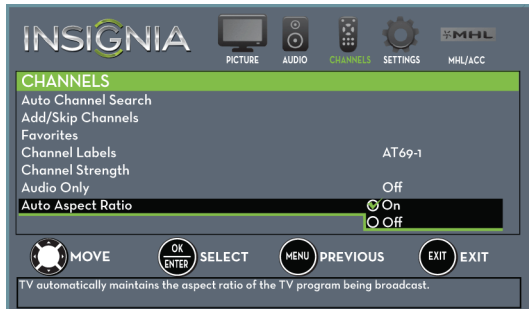 INSIGNIA
PICTURE AUDIO CHANNELS SETTINGS MHL MHL/ACC
CHANNELS
Auto Channel Search
Add/Skip Channels
Favorites
Channel Labels AT69-1
Channel Strength
Audio Only Off
Auto Aspect Ratio On
Off
MOVE OK ENTER SELECT MENU PREVIOUS EXIT EXIT
TV automatically maintains the aspect ratio of the TV program being broadcast.